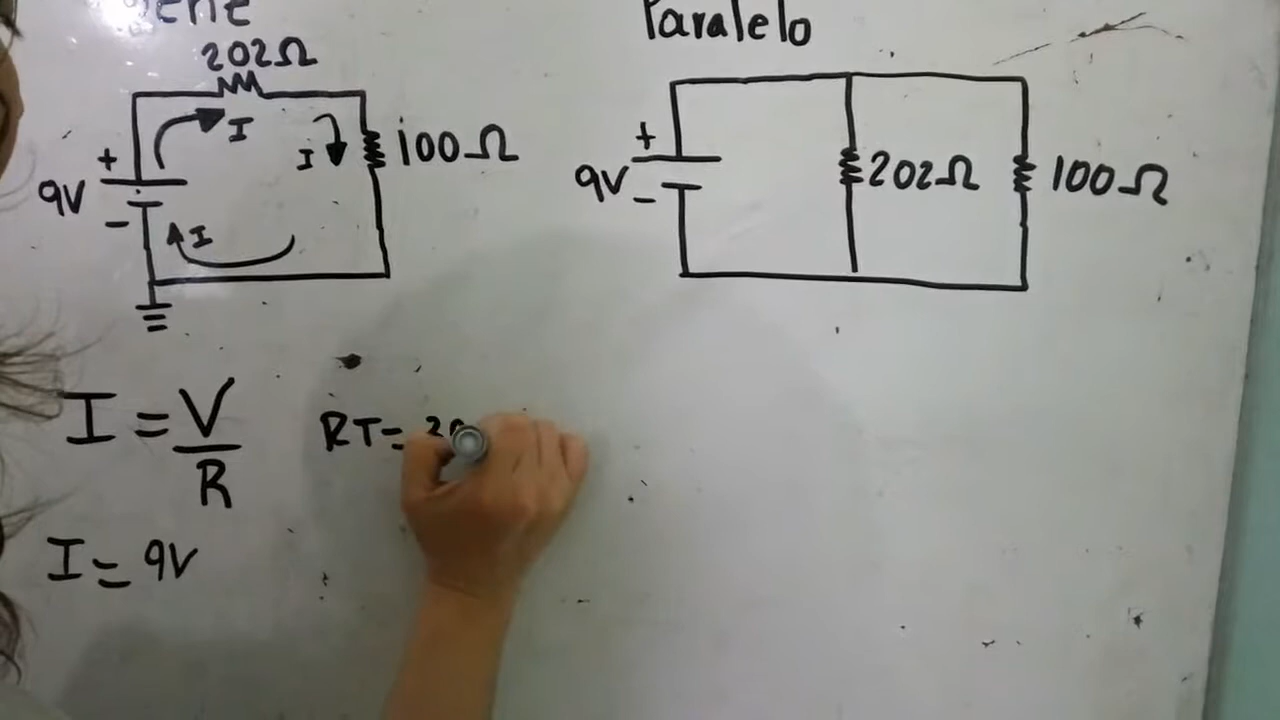 Paralelo
202Ω
I
I
100Ω
+
9V
-
I
+
9V
-
202Ω
100Ω
I = V
R
RT=
I = 9V